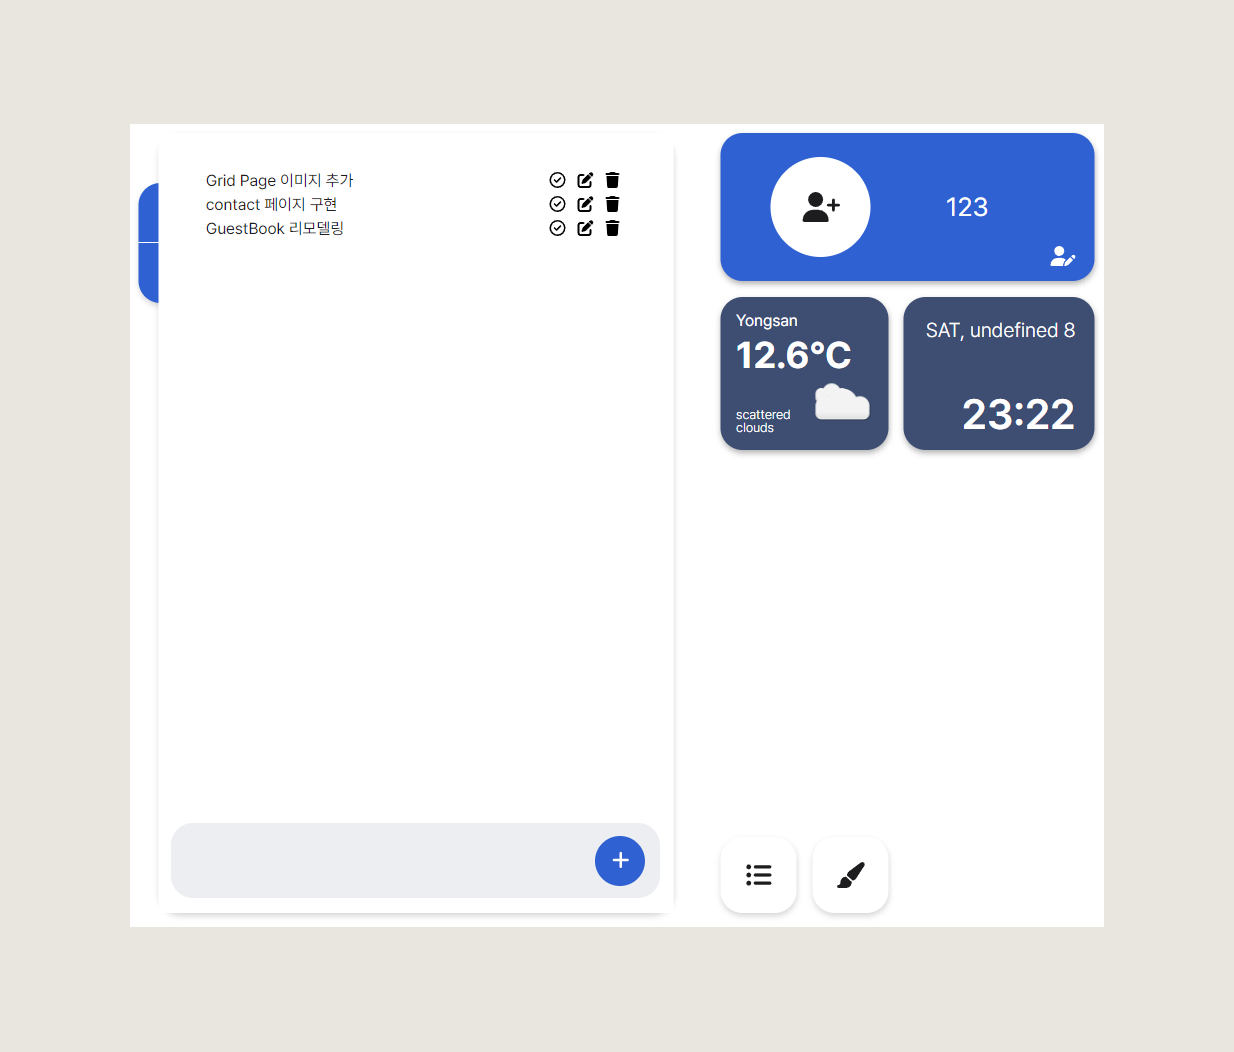 Grid Page 이미지 추가
contact 페이지 구현
GuestBook 리모델링
123
Yongsan
12.6°C
scattered
clouds
SAT, undefined 8
23:22